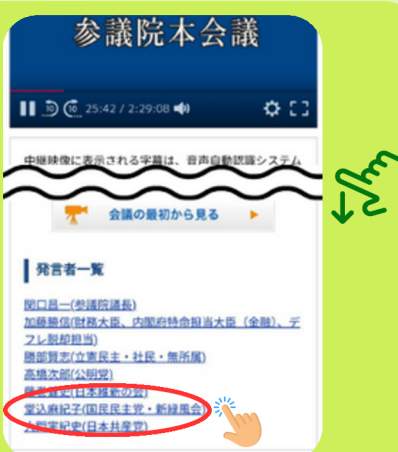 参議院本会議
25:42 / 2:29:08
中継映像に表示される字幕は、音声自動認識システム
会議の最初から見る
発言者一覧
関口昌一(参議院議長)
加藤勝信(財務大臣、内閣府特命担当大臣(金融)、デ
フレ脱却担当)
勝部賢志(立憲民主・社民・無所属)
高橋次郎(公明党)
(日本維新の会)
堂込麻紀子(国民民主党・新緑風会)
大門実紀史(日本共産党)